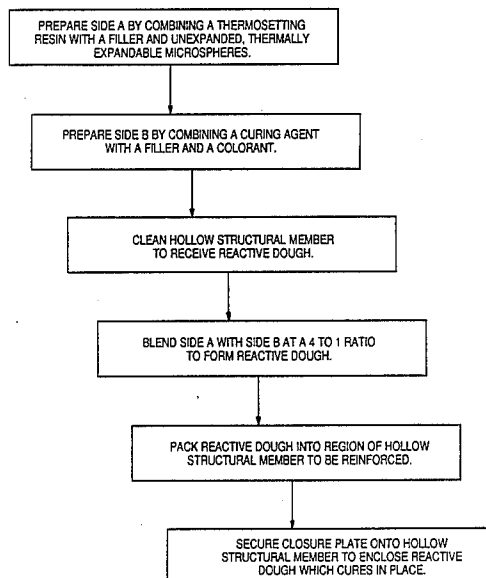 PREPARE SIDE A BY COMBINING A THERMOSETTING
RESIN WITH A FILLER AND UNEXPANDED, THERMALLY
EXPANDABLE MICROSPHERES.
PREPARE SIDE B BY COMBINING A CURING AGENT
WITH A FILLER AND A COLORANT.
CLEAN HOLLOW STRUCTURAL MEMBER
TO RECEIVE REACTIVE DOUGH.
BLEND SIDE A WITH SIDE B AT A 4 TO 1 RATIO
TO FORM REACTIVE DOUGH.
PACK REACTIVE DOUGH INTO REGION OF HOLLOW
STRUCTURAL MEMBER TO BE REINFORCED.
SECURE CLOSURE PLATE ONTO HOLLOW
STRUCTURAL MEMBER TO ENCLOSE REACTIVE
DOUGH WHICH CURES IN PLACE.